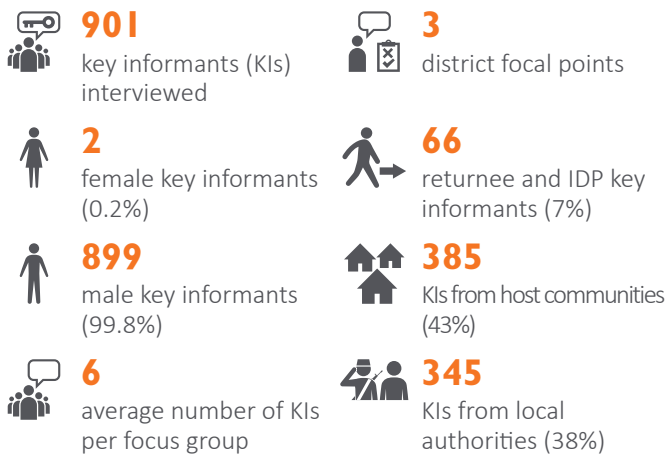 901
key informants (KIs)
interviewed
3
district focal points
2
female key informants
(0.2%)
66
returnee and IDP key
informants (7%)
899
male key informants
(99.8%)
385
KIs from host communities
(43%)
6
average number of KIs
per focus group
345
KIs from local
authorities (38%)